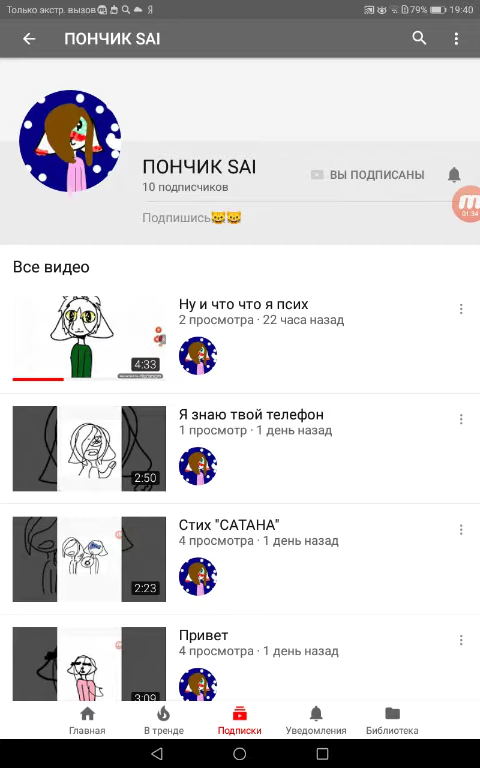 Только экстр. вызов
Я
79%
19:40
ПОНЧИК SAI
ПОНЧИК SAI
10 подписчиков
ВЫ ПОДПИСАНЫ
Подпишись😸😸
01:34
Все видео
Ну и что что я псих
2 просмотра · 22 часа назад
4:33
Я знаю твой телефон
1 просмотр · 1 день назад
2:50
Стих "САТАНА"
4 просмотра · 1 день назад
2:23
Привет
4 просмотра · 1 день назад
3:09
Главная
В тренде
Подписки
Уведомления
Библиотека